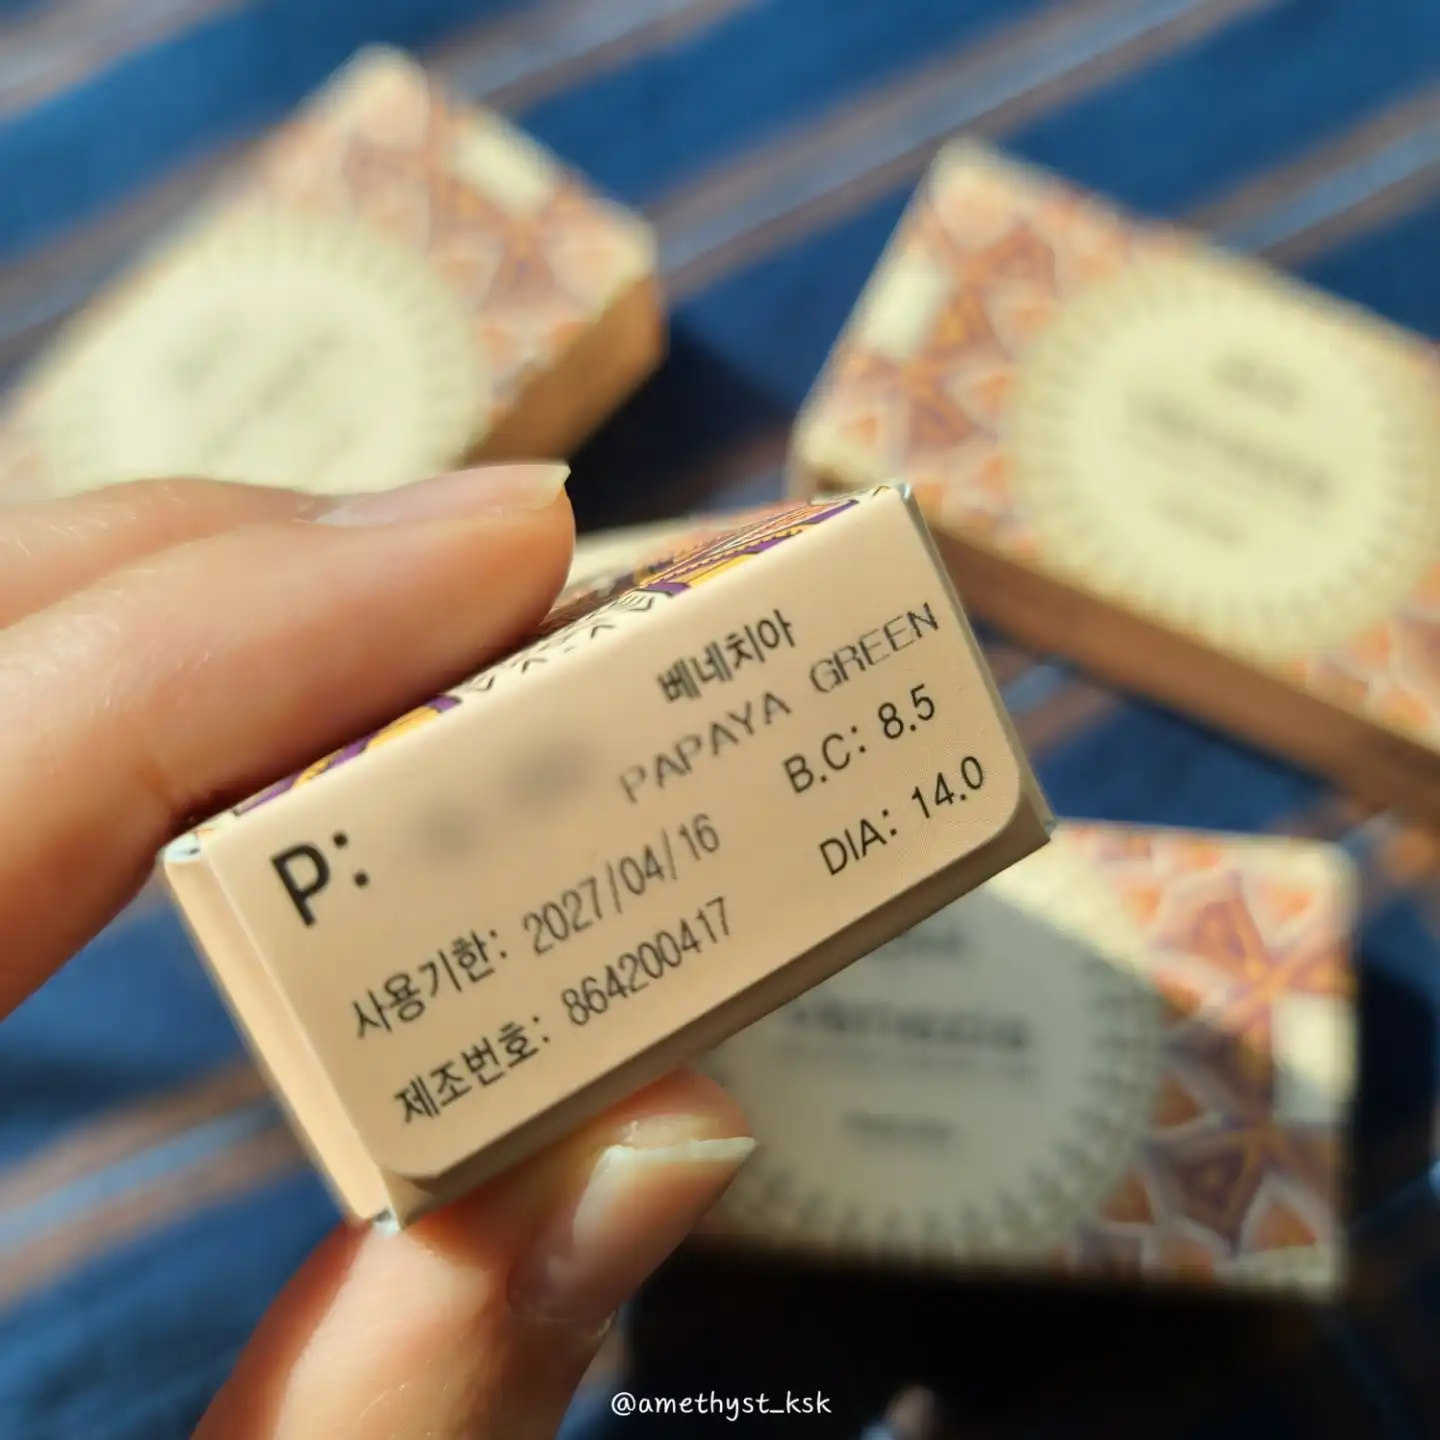 베네치아
PAPAYA GREEN
P:
B.C: 8.5
사용기한: 2027/04/16
DIA: 14.0
제조번호: 864200417
@amethyst_ksk